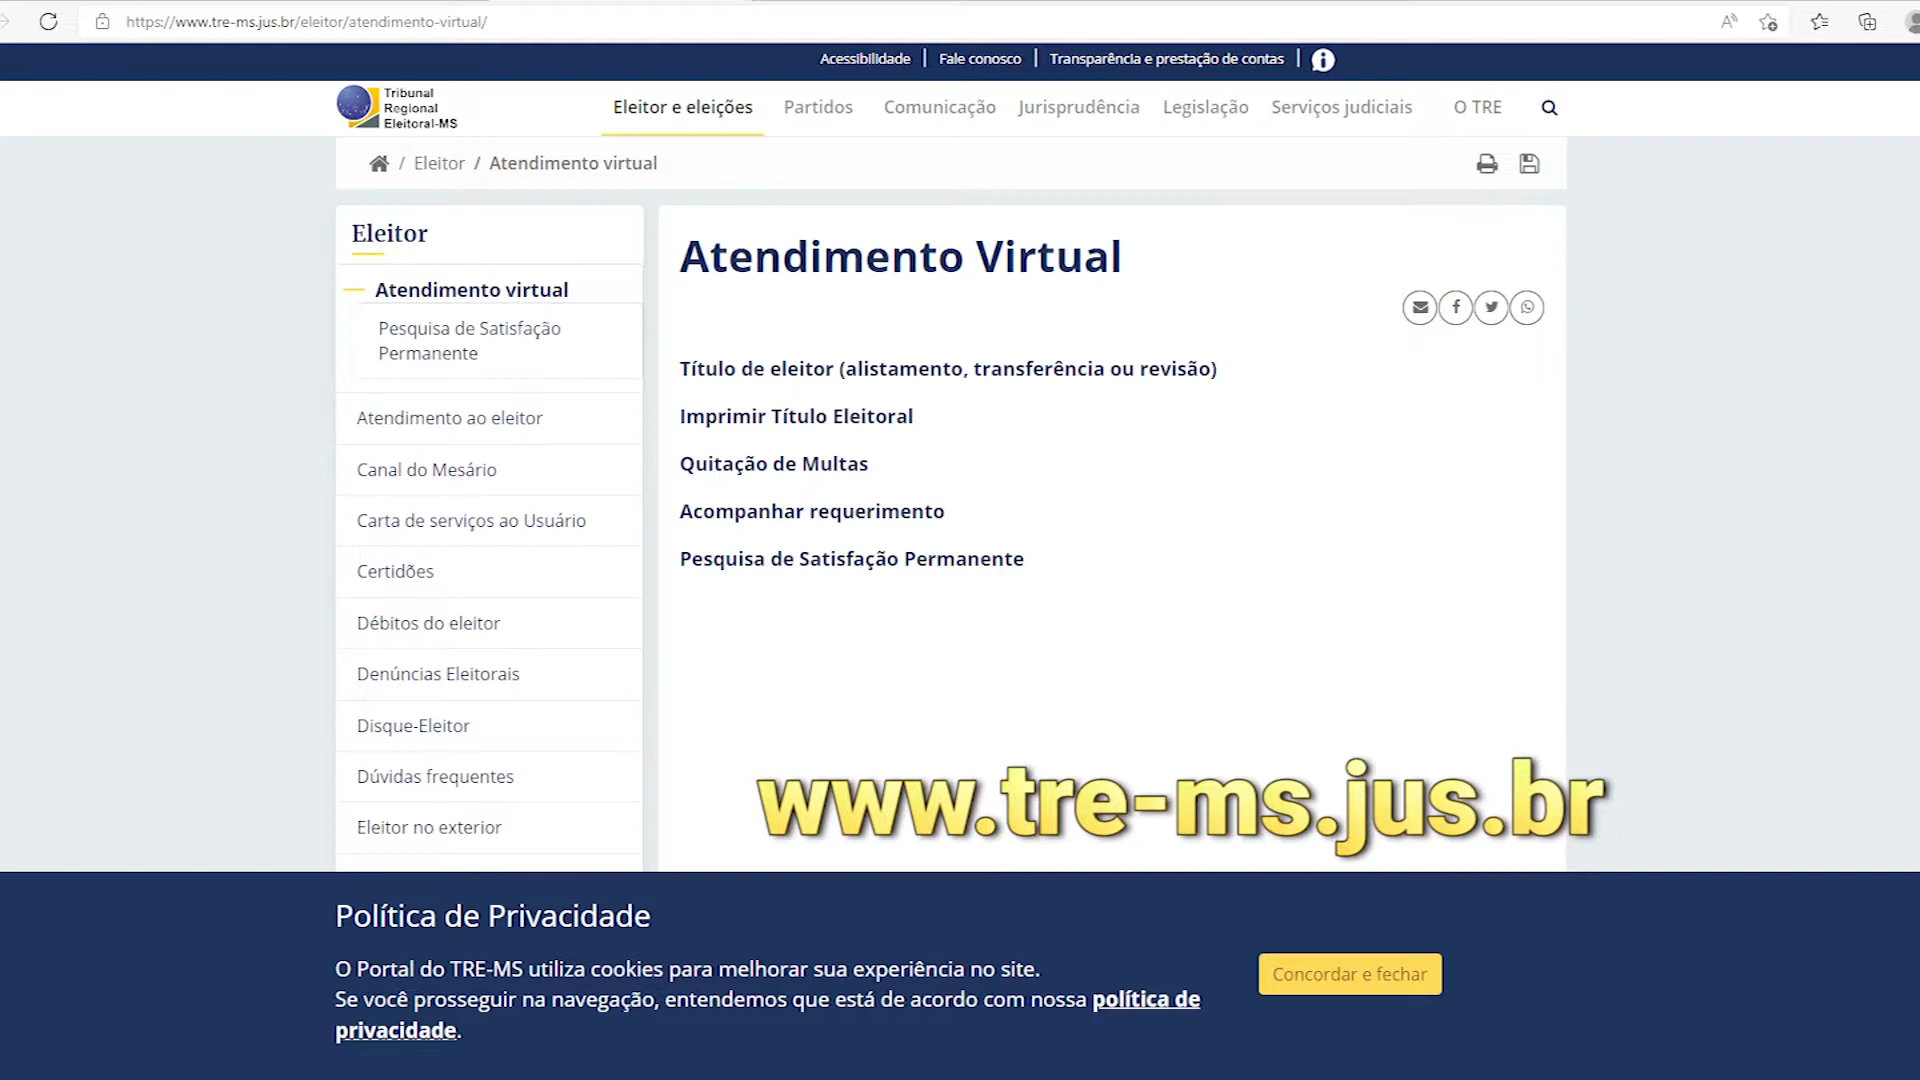 https://www.tre-ms.jus.br/eleitor/atendimento-virtual/
Acessibilidade
Fale conosco
Transparência e prestação de contas
Tribunal
Regional
Eleitoral-MS
Eleitor e eleições
Partidos
Comunicação
Jurisprudência
Legislação
Serviços judiciais
O TRE
/ Eleitor / Atendimento virtual
Eleitor
Atendimento virtual
Pesquisa de Satisfação
Permanente
Atendimento ao eleitor
Canal do Mesário
Carta de serviços ao Usuário
Certidões
Débitos do eleitor
Denúncias Eleitorais
Disque-Eleitor
Dúvidas frequentes
Eleitor no exterior
Atendimento Virtual
Título de eleitor (alistamento, transferência ou revisão)
Imprimir Título Eleitoral
Quitação de Multas
Acompanhar requerimento
Pesquisa de Satisfação Permanente
www.tre-ms.jus.br
Política de Privacidade
O Portal do TRE-MS utiliza cookies para melhorar sua experiência no site.
Se você prosseguir na navegação, entendemos que está de acordo com nossa política de
privacidade.
Concordar e fechar